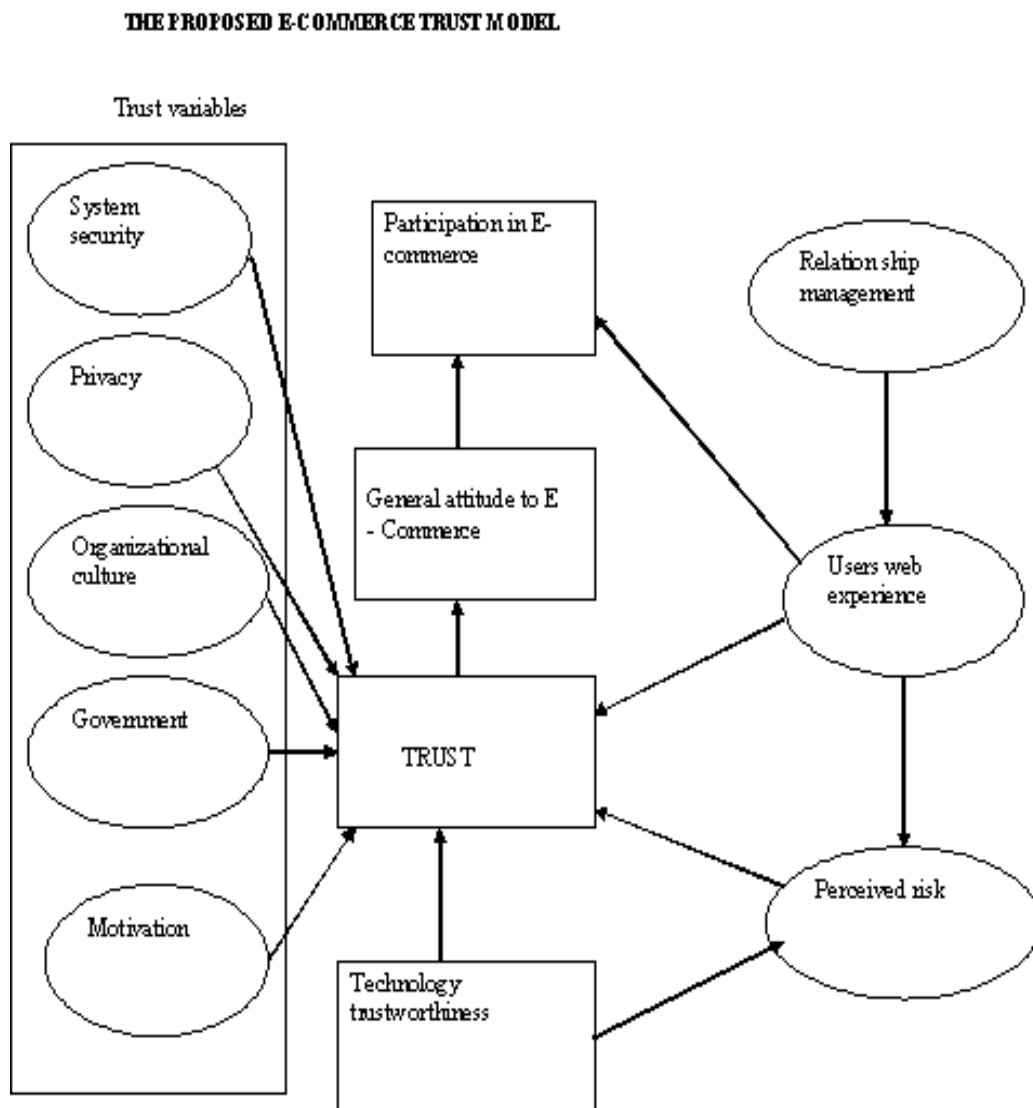 THE PROPOSED E-COMMERCE TRUST MODEL
Trust variables
System
security
Privacy
Organizational
culture
Government
Motivation
Participation in E-
commerce
General attitude to E
- Commerce
TRUST
Technology
trustworthiness
Relation ship
management
Users web
experience
Perceived risk